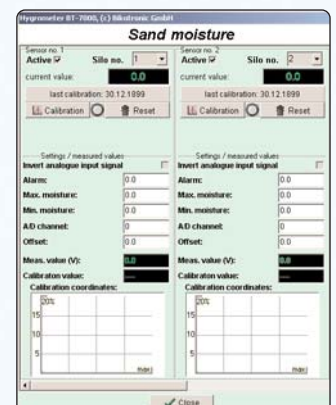 Hygrometer BT-7000, (c) Bikotronic GmbH
Sand moisture
Sensor no. 1
Active Silo no. 1
current value: 0.0
last calibration: 30.12.1899
Calibration Reset
Settings / measured values
Invert analogue input signal
Alarm: 0.0
Max. moisture: 0.0
Min. moisture: 0.0
A/D channel: 0
Offset: 0.0
Meas. value (V): 0.0
Calibraton value: ----
Calibration coordinates:
20%
15
10
5
Sensor no. 2
Active Silo no. 2
current value: 0.0
last calibration: 30.12.1899
Calibration Reset
Settings / measured values
Invert analogue input signal
Alarm: 0.0
Max. moisture: 0.0
Min. moisture: 0.0
A/D channel: 0
Offset: 0.0
Meas. value (V): 0.0
Calibraton value: ----
Calibration coordinates:
20%
15
10
5
Close